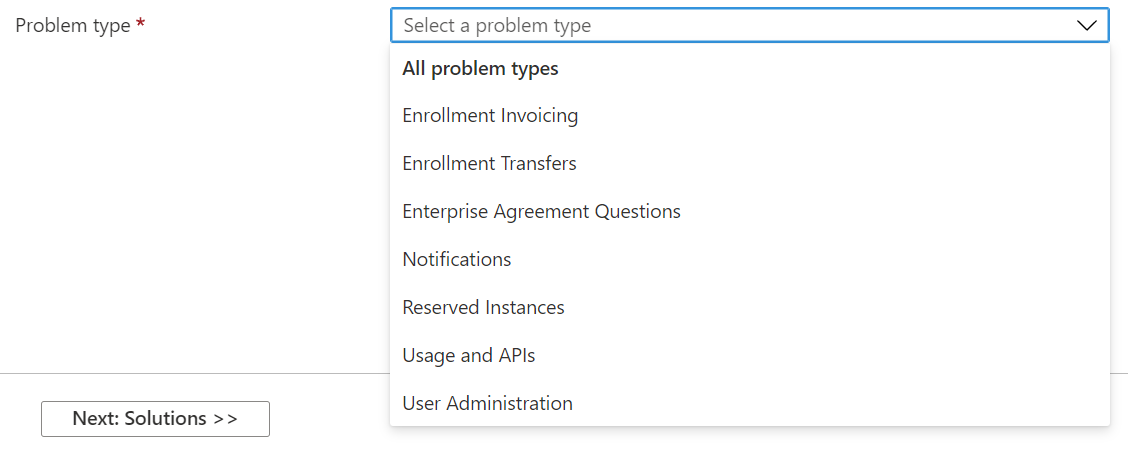 Problem type *
Select a problem type
All problem types
Enrollment Invoicing
Enrollment Transfers
Enterprise Agreement Questions
Notifications
Reserved Instances
Usage and APIs
User Administration
Next: Solutions >>